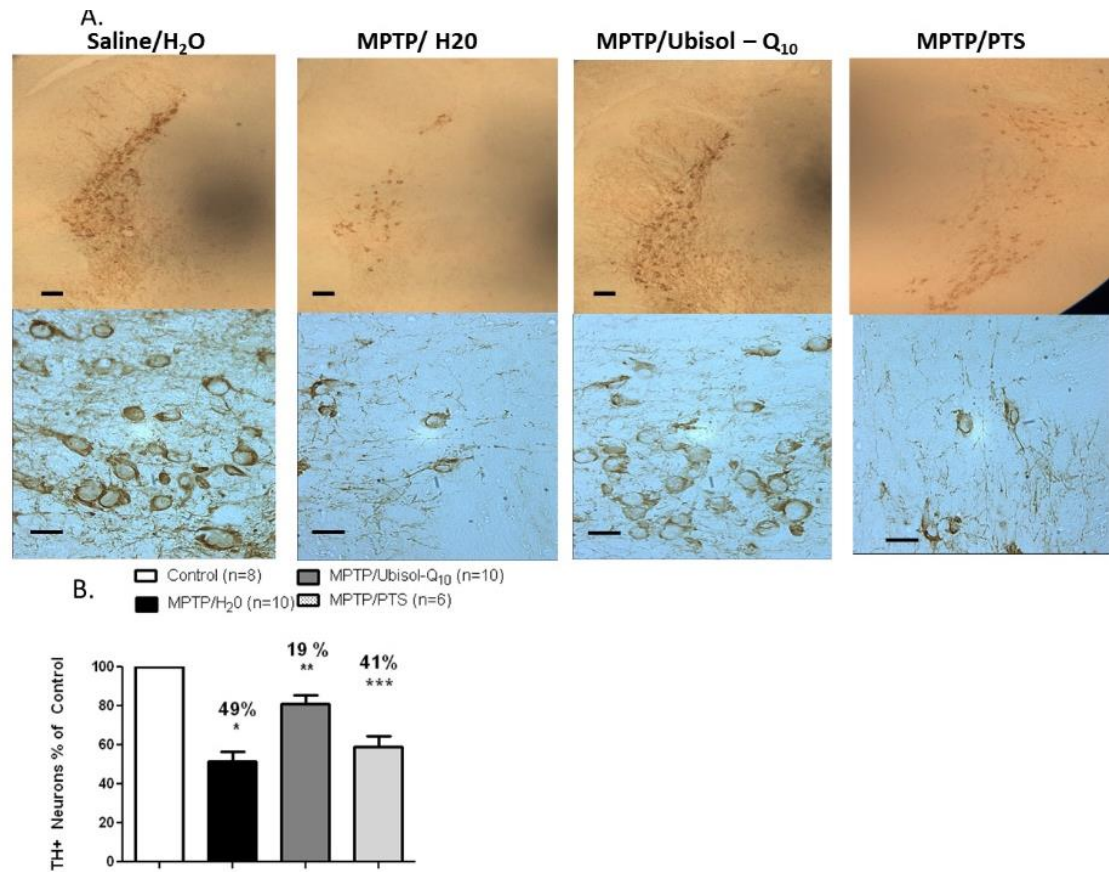 A.
Saline/H₂O
MPTP/ H20
MPTP/Ubisol – Q₁₀
MPTP/PTS
B.
Control (n=8)
MPTP/Ubisol-Q₁₀ (n=10)
MPTP/H₂0 (n=10)
MPTP/PTS (n=6)
TH+ Neurons % of Control
100
80
60
40
20
0
49%
*
19 %
**
41%
***